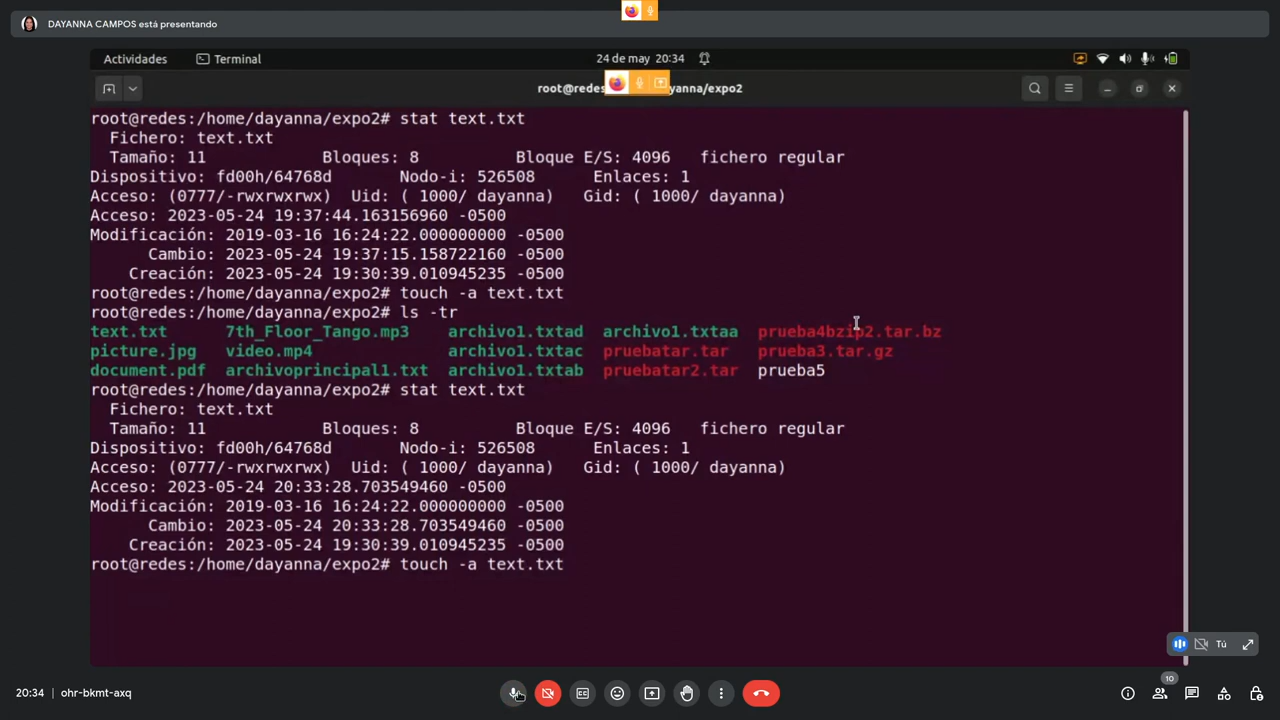 DAYANNA CAMPOS está presentando
Actividades Terminal 24 de may 20:34
root@redes: yanna/expo2
root@redes:/home/dayanna/expo2# stat text.txt
Fichero: text.txt
Tamaño: 11 Bloques: 8 Bloque E/S: 4096 fichero regular
Dispositivo: fd00h/64768d Nodo-i: 526508 Enlaces: 1
Acceso: (0777/-rwxrwxrwx) Uid: ( 1000/ dayanna) Gid: ( 1000/ dayanna)
Acceso: 2023-05-24 19:37:44.163156960 -0500
Modificación: 2019-03-16 16:24:22.000000000 -0500
Cambio: 2023-05-24 19:37:15.158722160 -0500
Creación: 2023-05-24 19:30:39.010945235 -0500
root@redes:/home/dayanna/expo2# touch -a text.txt
root@redes:/home/dayanna/expo2# ls -tr
text.txt 7th_Floor_Tango.mp3 archivo1.txtad archivo1.txtaa prueba4bzip2.tar.bz
picture.jpg video.mp4 archivo1.txtac pruebatar.tar prueba3.tar.gz
document.pdf archivoprincipal1.txt archivo1.txtab pruebatar2.tar prueba5
root@redes:/home/dayanna/expo2# stat text.txt
Fichero: text.txt
Tamaño: 11 Bloques: 8 Bloque E/S: 4096 fichero regular
Dispositivo: fd00h/64768d Nodo-i: 526508 Enlaces: 1
Acceso: (0777/-rwxrwxrwx) Uid: ( 1000/ dayanna) Gid: ( 1000/ dayanna)
Acceso: 2023-05-24 20:33:28.703549460 -0500
Modificación: 2019-03-16 16:24:22.000000000 -0500
Cambio: 2023-05-24 20:33:28.703549460 -0500
Creación: 2023-05-24 19:30:39.010945235 -0500
root@redes:/home/dayanna/expo2# touch -a text.txt
Tú
20:34 ohr-bkmt-axq 10